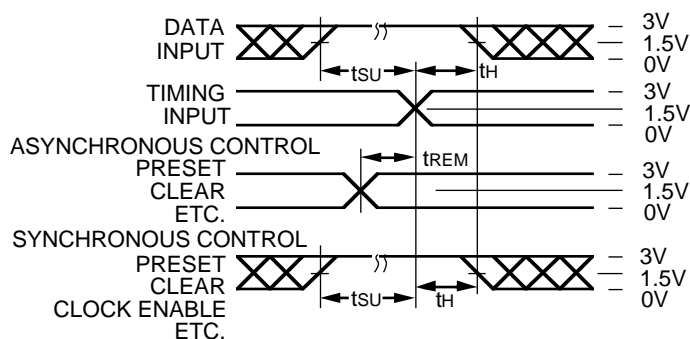 DATA
INPUT
3V
1.5V
0V
tSU
tH
TIMING
INPUT
3V
1.5V
0V
ASYNCHRONOUS CONTROL
PRESET
CLEAR
ETC.
tREM
3V
1.5V
0V
SYNCHRONOUS CONTROL
PRESET
CLEAR
CLOCK ENABLE
ETC.
tSU
tH
3V
1.5V
0V